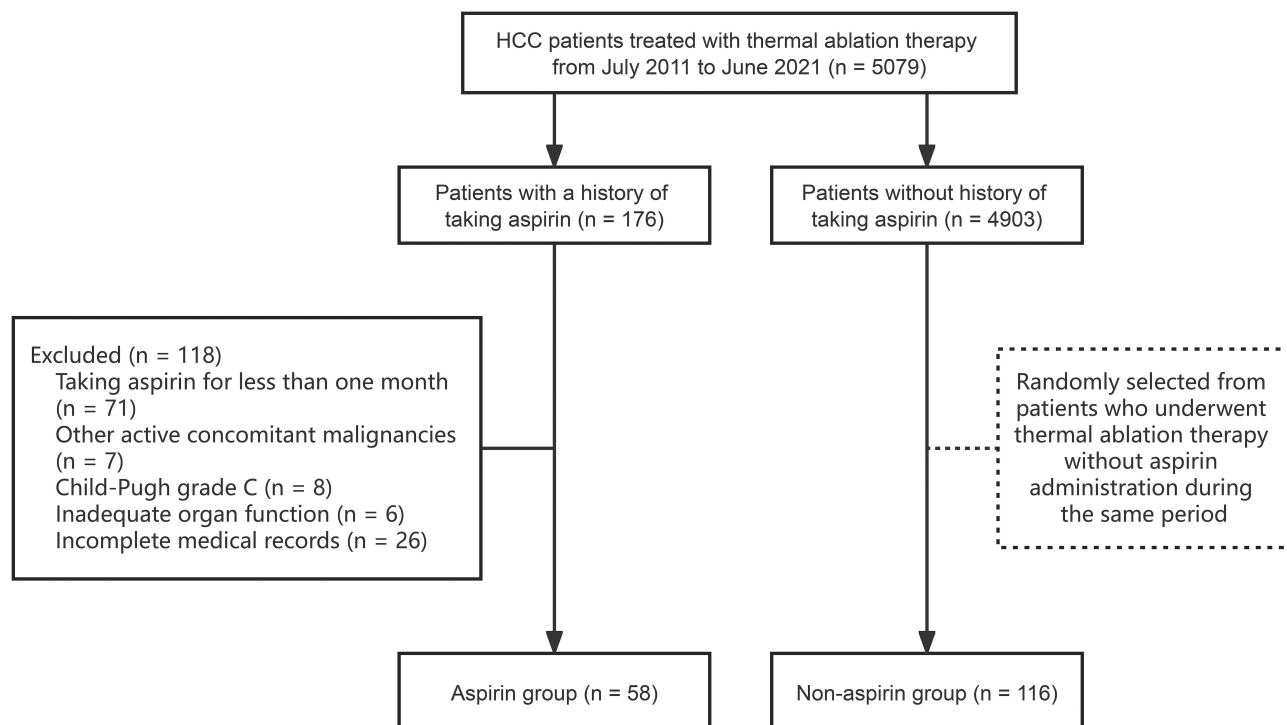 HCC patients treated with thermal ablation therapy
from July 2011 to June 2021 (n = 5079)
Patients with a history of
taking aspirin (n = 176)
Patients without history of
taking aspirin (n = 4903)
Excluded (n = 118)
Taking aspirin for less than one month
(n = 71)
Other active concomitant malignancies
(n = 7)
Child-Pugh grade C (n = 8)
Inadequate organ function (n = 6)
Incomplete medical records (n = 26)
Randomly selected from
patients who underwent
thermal ablation therapy
without aspirin
administration during
the same period
Aspirin group (n = 58)
Non-aspirin group (n = 116)